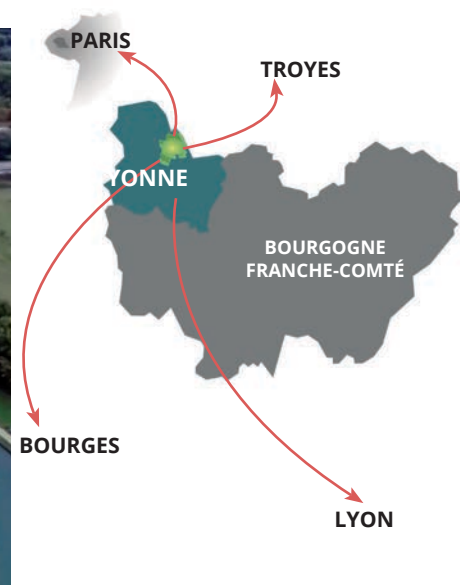 PARIS
TROYES
YONNE
BOURGOGNE
FRANCHE-COMTÉ
BOURGES
LYON